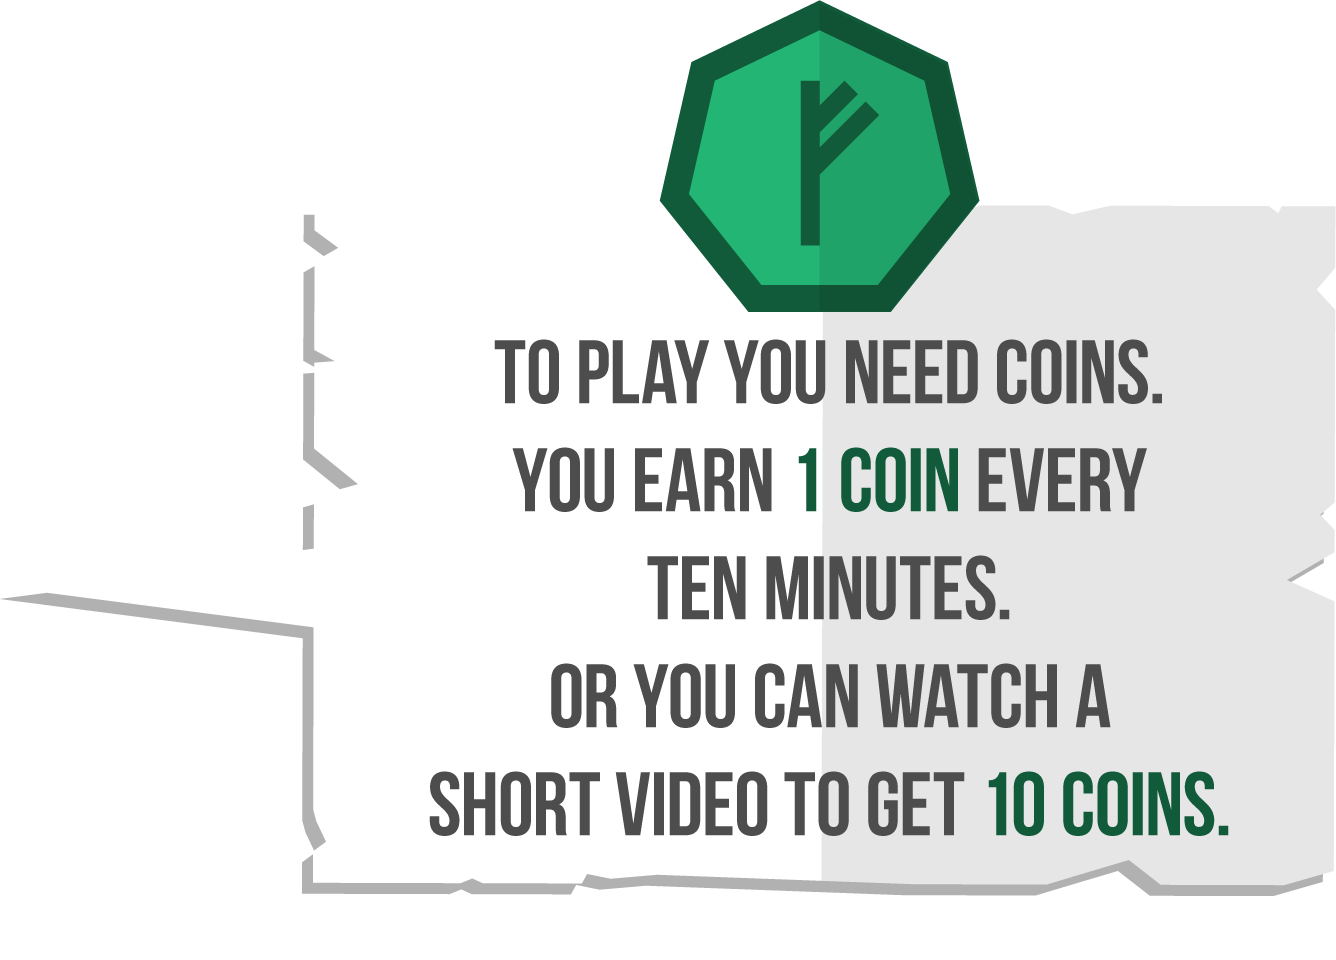 TO PLAY YOU NEED COINS.
YOU EARN 1 COIN EVERY
TEN MINUTES.
OR YOU CAN WATCH A
SHORT VIDEO TO GET 10 COINS.